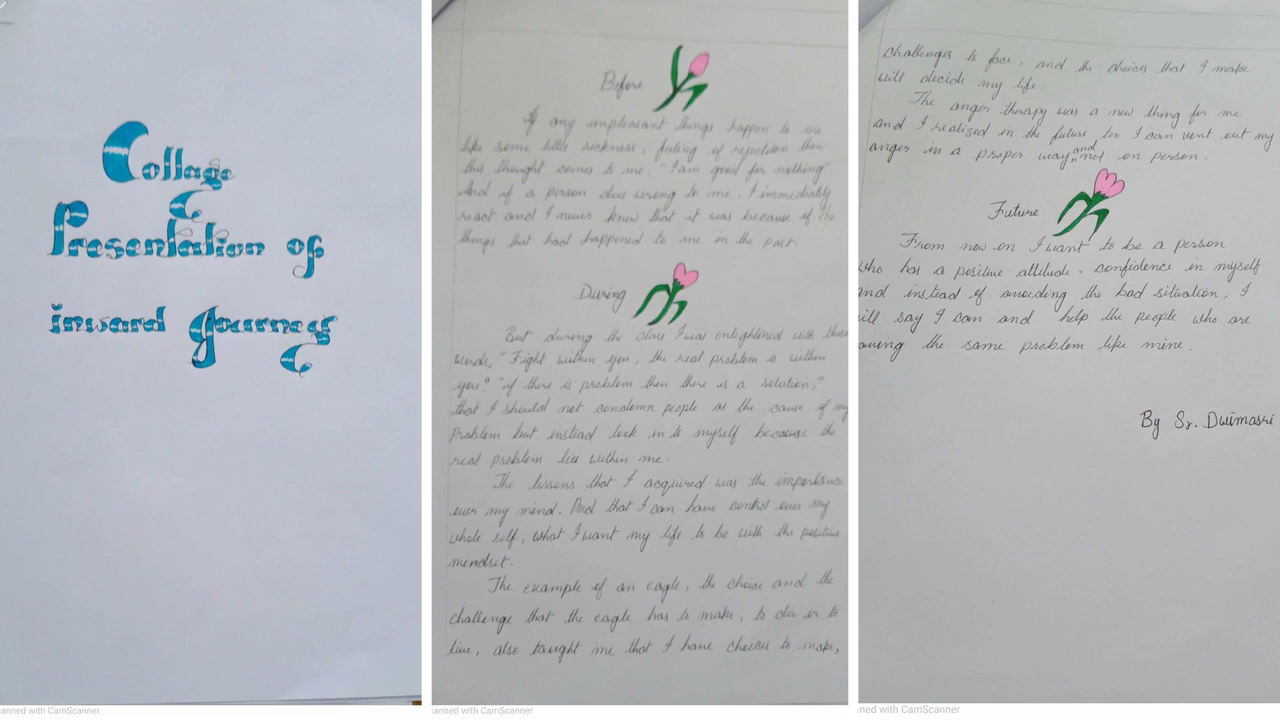 Collage
Presentation of
inward Journey
canned with CamScanner
Before
If any unpleasant things happen to me
like some little sickness, feeling of rejection then
this thought comes to me. "I am good for nothing"
And if a person does wrong to me. I immediately
react and I never knew that it was because of the
things that had happened to me in the past.
During
But during the class I was enlightened with those
words, "Fight within you, the real problem is within
you." "if there is problem then there is a solution,"
that I should not condemn people as the cause of my
Problem but instead look in to myself because the
real problem lies within me.
The lessons that I acquired was the importance
over my mind. And that I can have control over my
whole self, what I want my life to be with the positive
mindset.
The example of an eagle, the choice and the
challenge that the eagle has to make, to die or to
live, also taught me that I have choices to make,
canned with CamScanner
challenges to face, and the choices that I make
will decide my life.
The anger therapy was a new thing for me
and I realized in the future too I can vent out my
anger in a proper way and not on person.
Future
From now on I want to be a person
who has a positive attitude, confidence in myself
and instead of avoiding the bad situation, I
will say I can and help the people who are
aving the same problem like mine.
By Sr. Dwimasri
nned with CamScanner